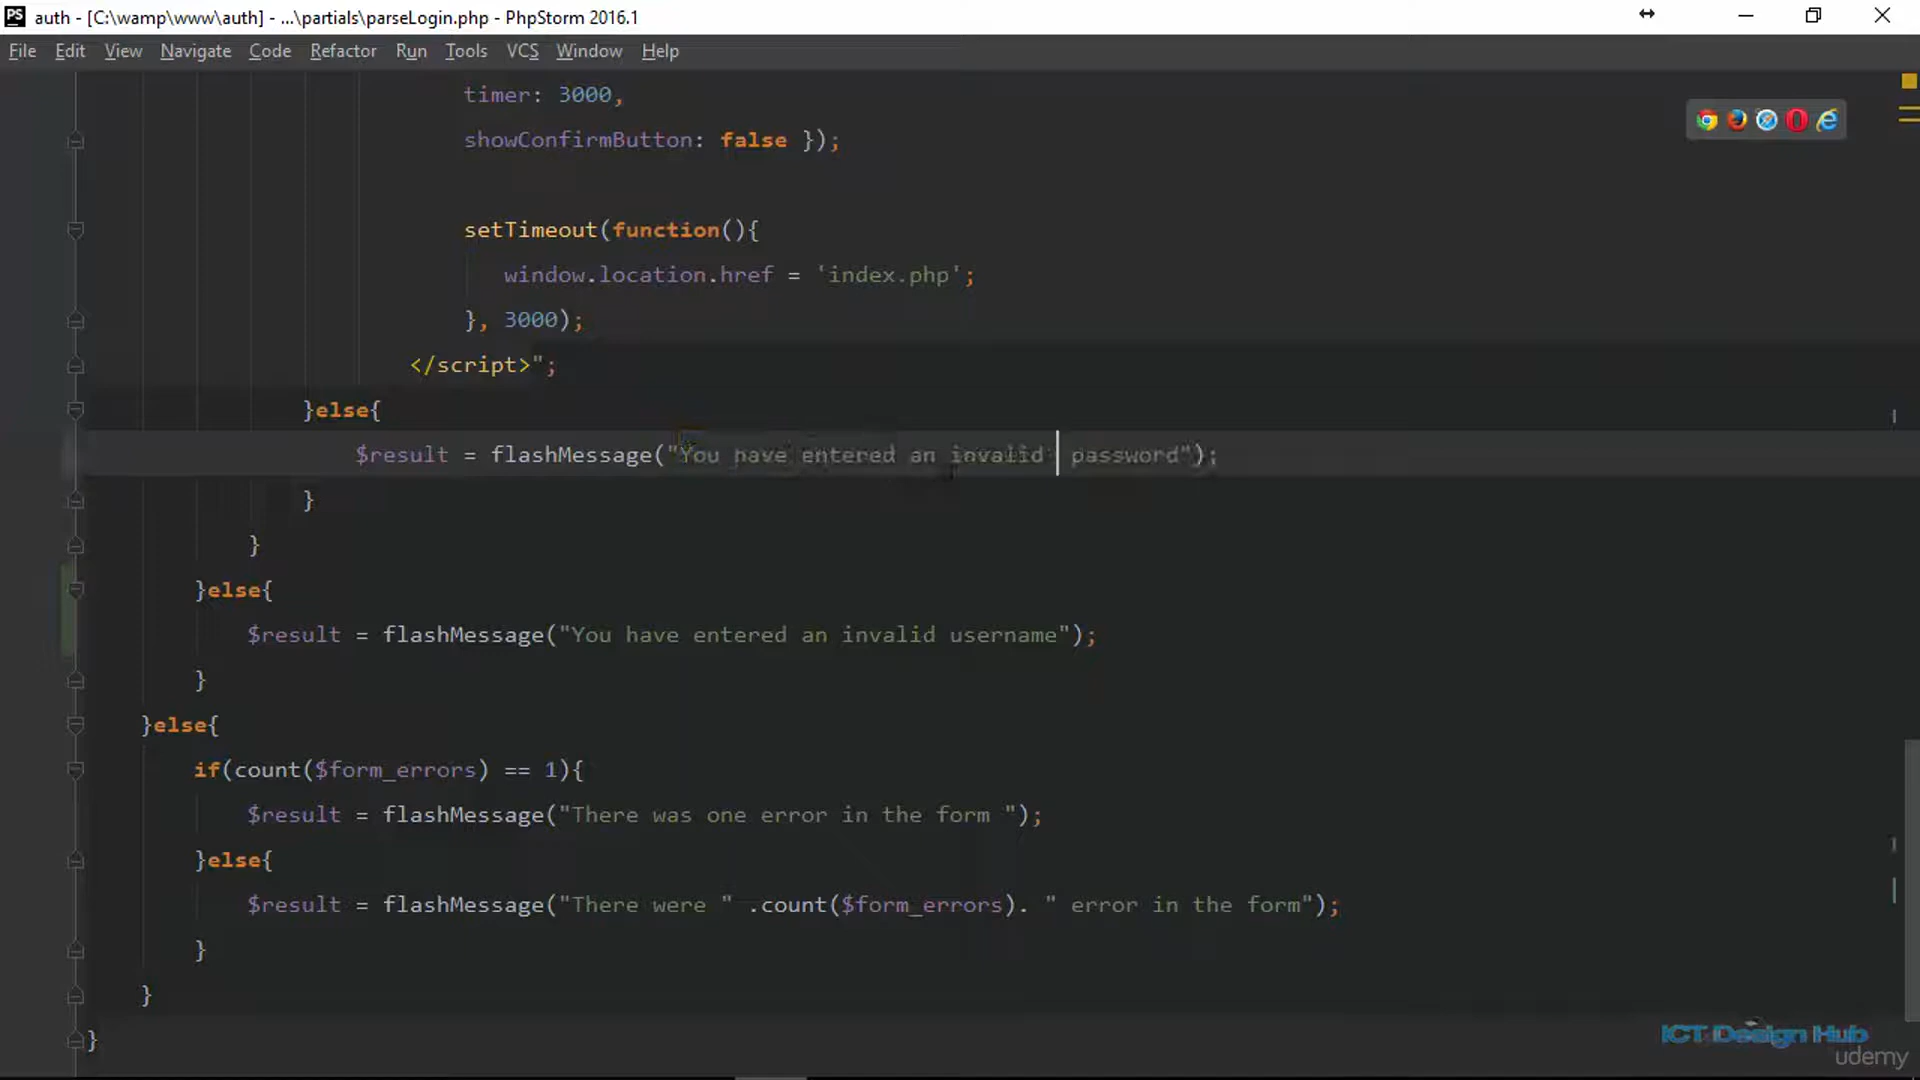 PS auth - [C:\wamp\www\auth] - ...\partials\parseLogin.php - PhpStorm 2016.1
File Edit View Navigate Code Refactor Run Tools VCS Window Help
timer: 3000,
showConfirmButton: false });
setTimeout(function(){
window.location.href = 'index.php';
}, 3000);
</script>";
}else{
$result = flashMessage("You have entered an invalid  password");
}
}
}else{
$result = flashMessage("You have entered an invalid username");
}
}else{
if(count($form_errors) == 1){
$result = flashMessage("There was one error in the form ");
}else{
$result = flashMessage("There were " .count($form_errors). " error in the form");
}
}
}
ICT Design Hub
udemy